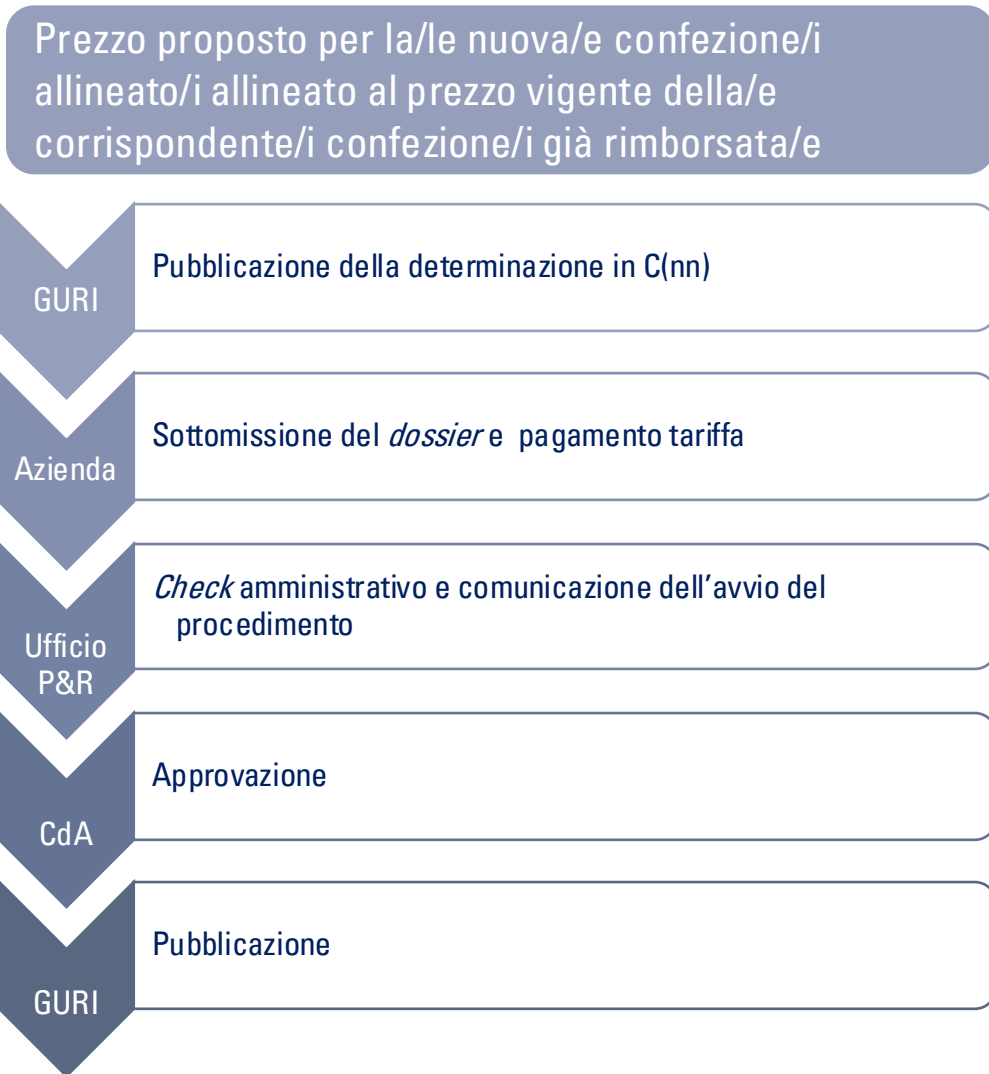 Prezzo proposto per la/le nuova/e confezione/i
allineato/i allineato al prezzo vigente della/e
corrispondente/i confezione/i già rimborsata/e
GURI
Pubblicazione della determinazione in C(nn)
Azienda
Sottomissione del dossier e pagamento tariffa
Ufficio
P&R
Check amministrativo e comunicazione dell’avvio del
procedimento
CdA
Approvazione
GURI
Pubblicazione